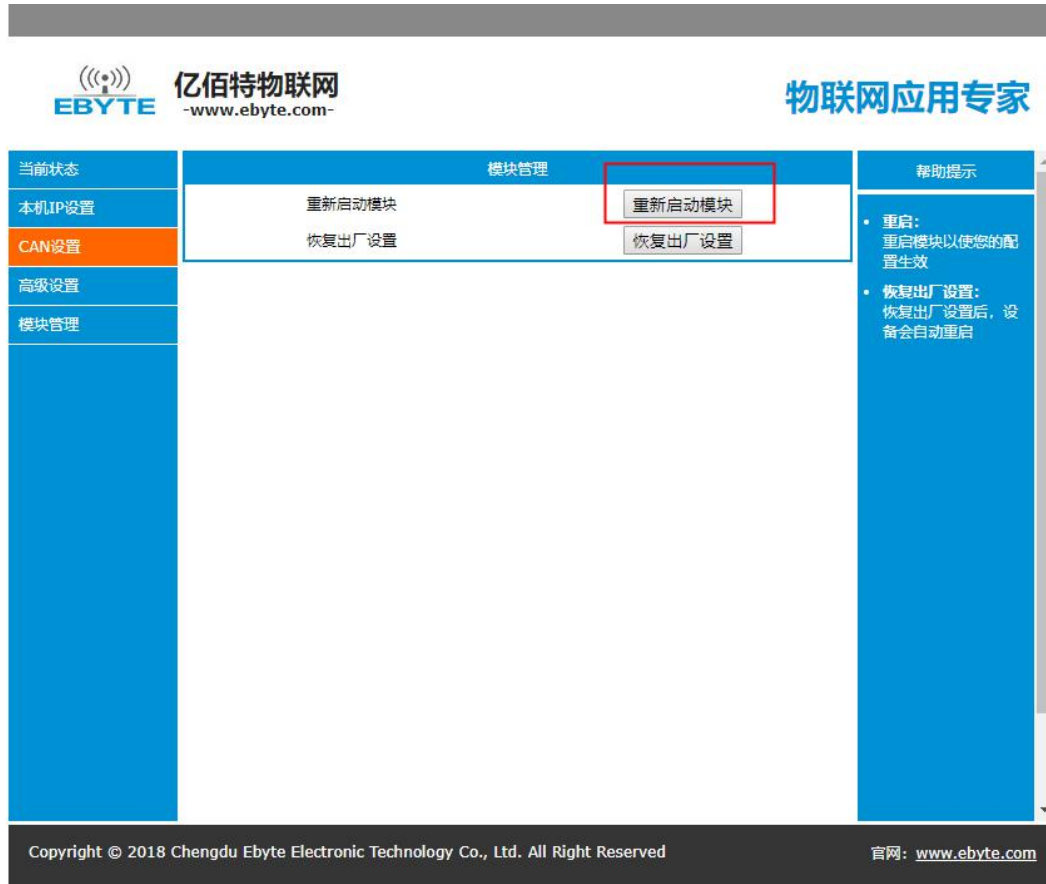 EBYTE
亿佰特物联网
-www.ebyte.com-
物联网应用专家
当前状态
本机IP设置
CAN设置
高级设置
模块管理
模块管理
重新启动模块
重新启动模块
恢复出厂设置
恢复出厂设置
帮助提示
• 重启：
重启模块以使您的配
置生效
• 恢复出厂设置：
恢复出厂设置后，设
备会自动重启
Copyright © 2018 Chengdu Ebyte Electronic Technology Co., Ltd. All Right Reserved
官网：www.ebyte.com